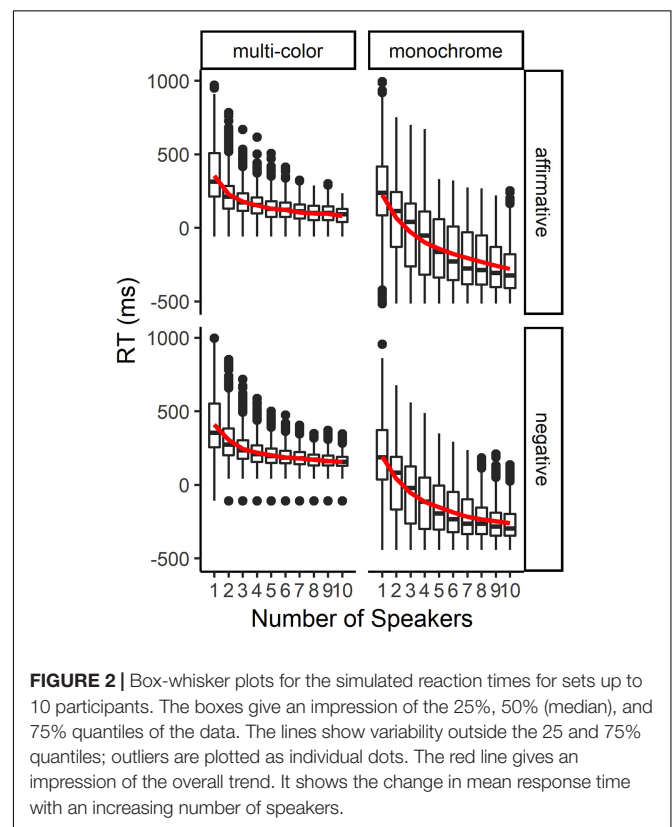 multi-color
monochrome
1000
500
0
-500
affirmative
1000
500
0
-500
negative
RT (ms)
1 2 3 4 5 6 7 8 9 10
1 2 3 4 5 6 7 8 9 10
Number of Speakers
FIGURE 2 | Box-whisker plots for the simulated reaction times for sets up to
10 participants. The boxes give an impression of the 25%, 50% (median), and
75% quantiles of the data. The lines show variability outside the 25 and 75%
quantiles; outliers are plotted as individual dots. The red line gives an
impression of the overall trend. It shows the change in mean response time
with an increasing number of speakers.